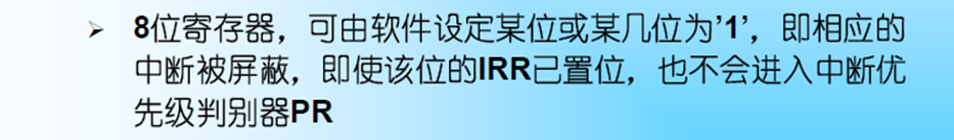 ➢ 8位寄存器，可由软件设定某位或某几位为’1’，即相应的
中断被屏蔽，即使该位的IRR已置位，也不会进入中断优
先级判别器PR